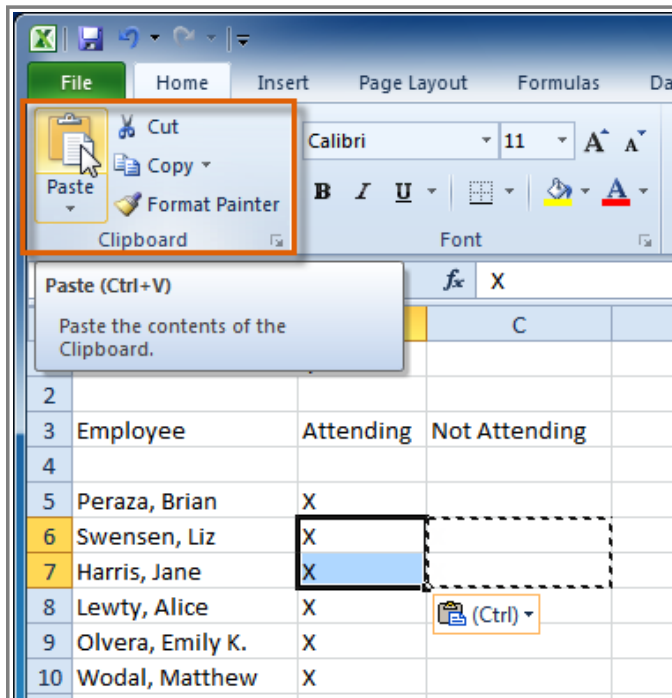 File Home Insert Page Layout Formulas Da
Cut
Copy
Paste
Format Painter
Clipboard
Calibri 11 A A
B I U A
Font
Paste (Ctrl+V)
Paste the contents of the
Clipboard.
fx X
C
2
3 Employee Attending Not Attending
4
5 Peraza, Brian X
6 Swensen, Liz X
7 Harris, Jane X
8 Lewty, Alice X
(Ctrl)
9 Olvera, Emily K. X
10 Wodal, Matthew X